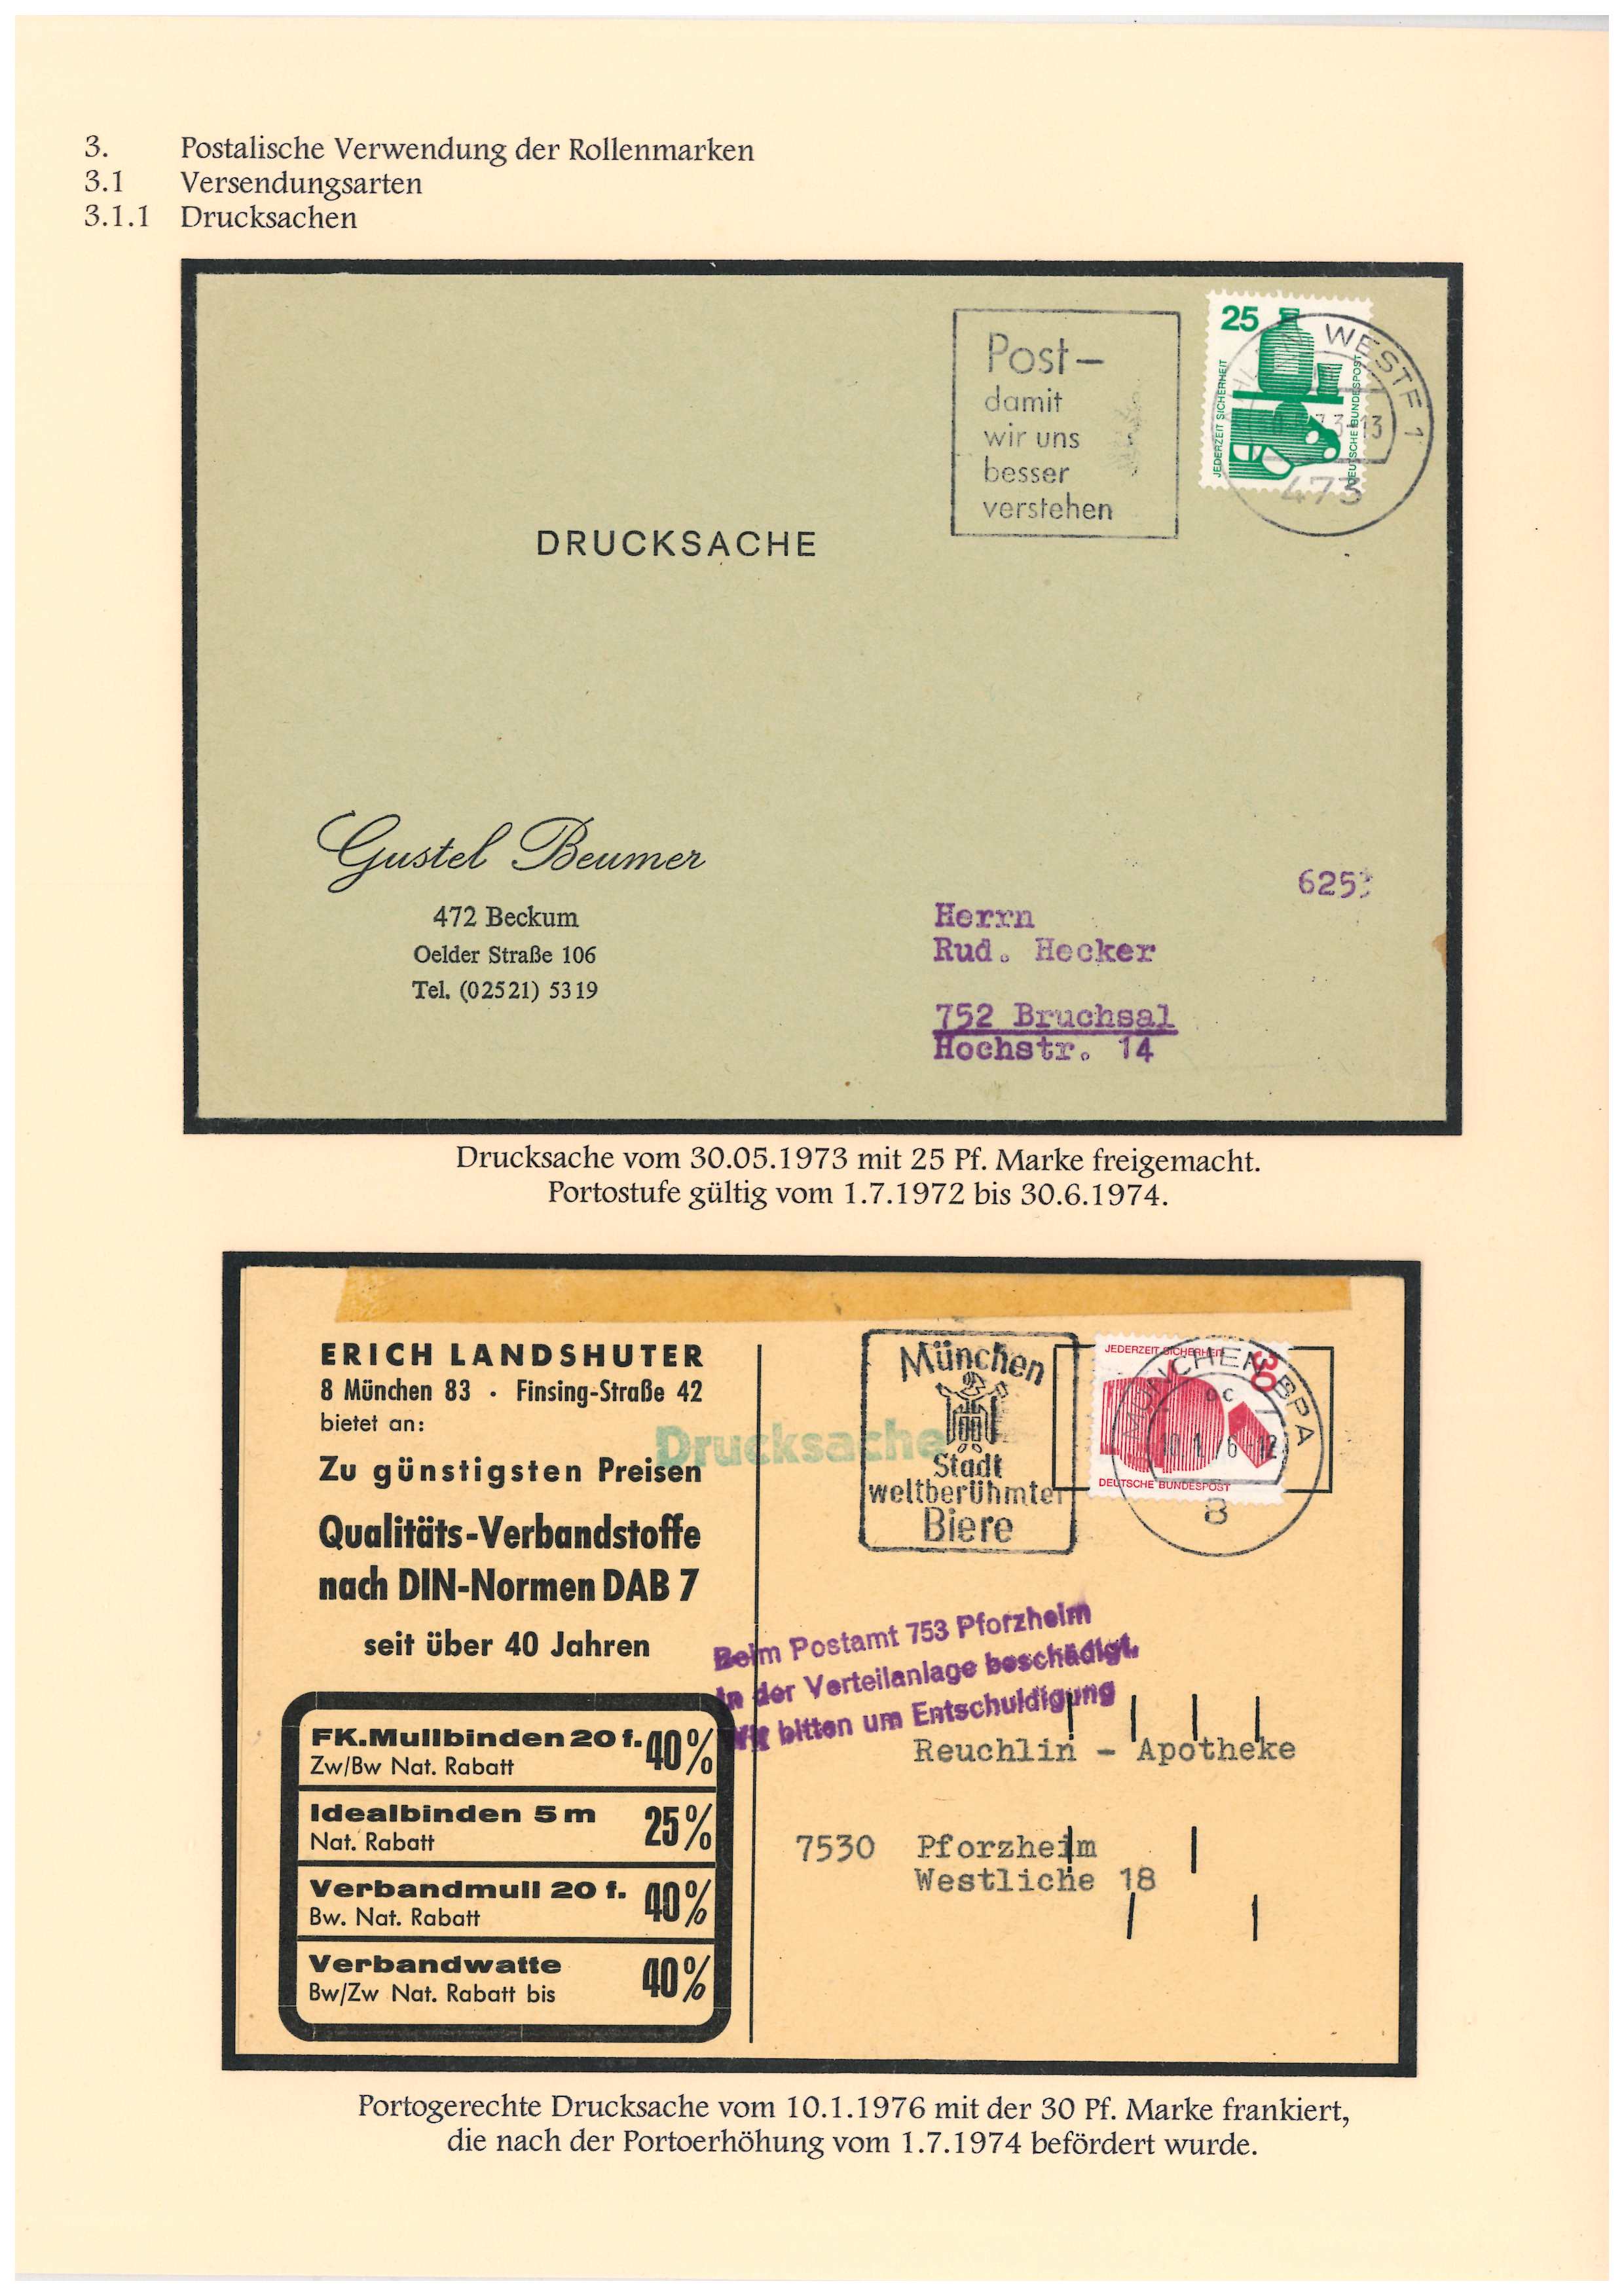 3. Postalische Verwendung der Rollenmarken
3.1 Versendungsarten
3.1.1 Drucksachen
25
JEDERZEIT SICHERHEIT
DEUTSCHE BUNDESPOST
WESTF 1
473
Post–
damit
wir uns
besser
verstehen
DRUCKSACHE
Gustel Beumer
472 Beckum
Oelder Straße 106
Tel. (02521) 5319
625
Herrn
Rud. Hecker
752 Bruchsal
Hochstr. 14
Drucksache vom 30.05.1973 mit 25 Pf. Marke freigemacht.
Portostufe gültig vom 1.7.1972 bis 30.6.1974.
ERICH LANDSHUTER
8 München 83 · Finsing-Straße 42
bietet an:
Zu günstigsten Preisen
Qualitäts-Verbandstoffe
nach DIN-Normen DAB 7
seit über 40 Jahren
FK.Mullbinden 20 f. 40%
Zw/Bw Nat. Rabatt
Idealbinden 5 m 25%
Nat. Rabatt
Verbandmull 20 f. 40%
Bw. Nat. Rabatt
Verbandwatte 40%
Bw/Zw Nat. Rabatt bis
Drucksache
München
Stadt
weltberühmter
Biere
JEDERZEIT SICHERHEIT
30
DEUTSCHE BUNDESPOST
MÜNCHEN BPA
oc
8
Beim Postamt 753 Pforzheim
in der Verteilanlage beschädigt.
Wir bitten um Entschuldigung
Reuchlin – Apotheke
7530 Pforzheim
Westliche 18
Portogerechte Drucksache vom 10.1.1976 mit der 30 Pf. Marke frankiert,
die nach der Portoerhöhung vom 1.7.1974 befördert wurde.